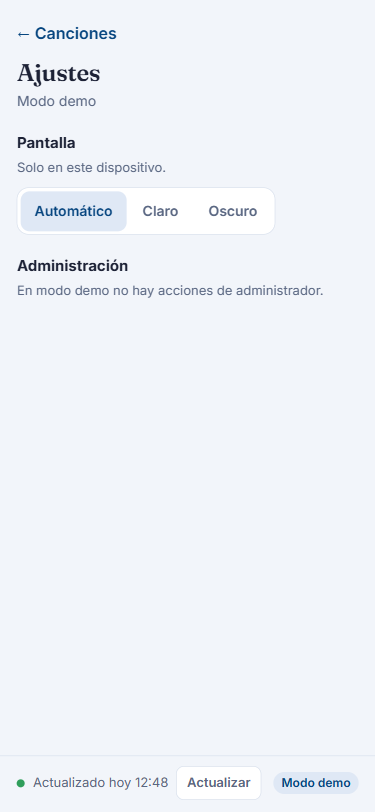 ← Canciones
Ajustes
Modo demo
Pantalla
Solo en este dispositivo.
Automático Claro Oscuro
Administración
En modo demo no hay acciones de administrador.
Actualizado hoy 12:48 Actualizar Modo demo